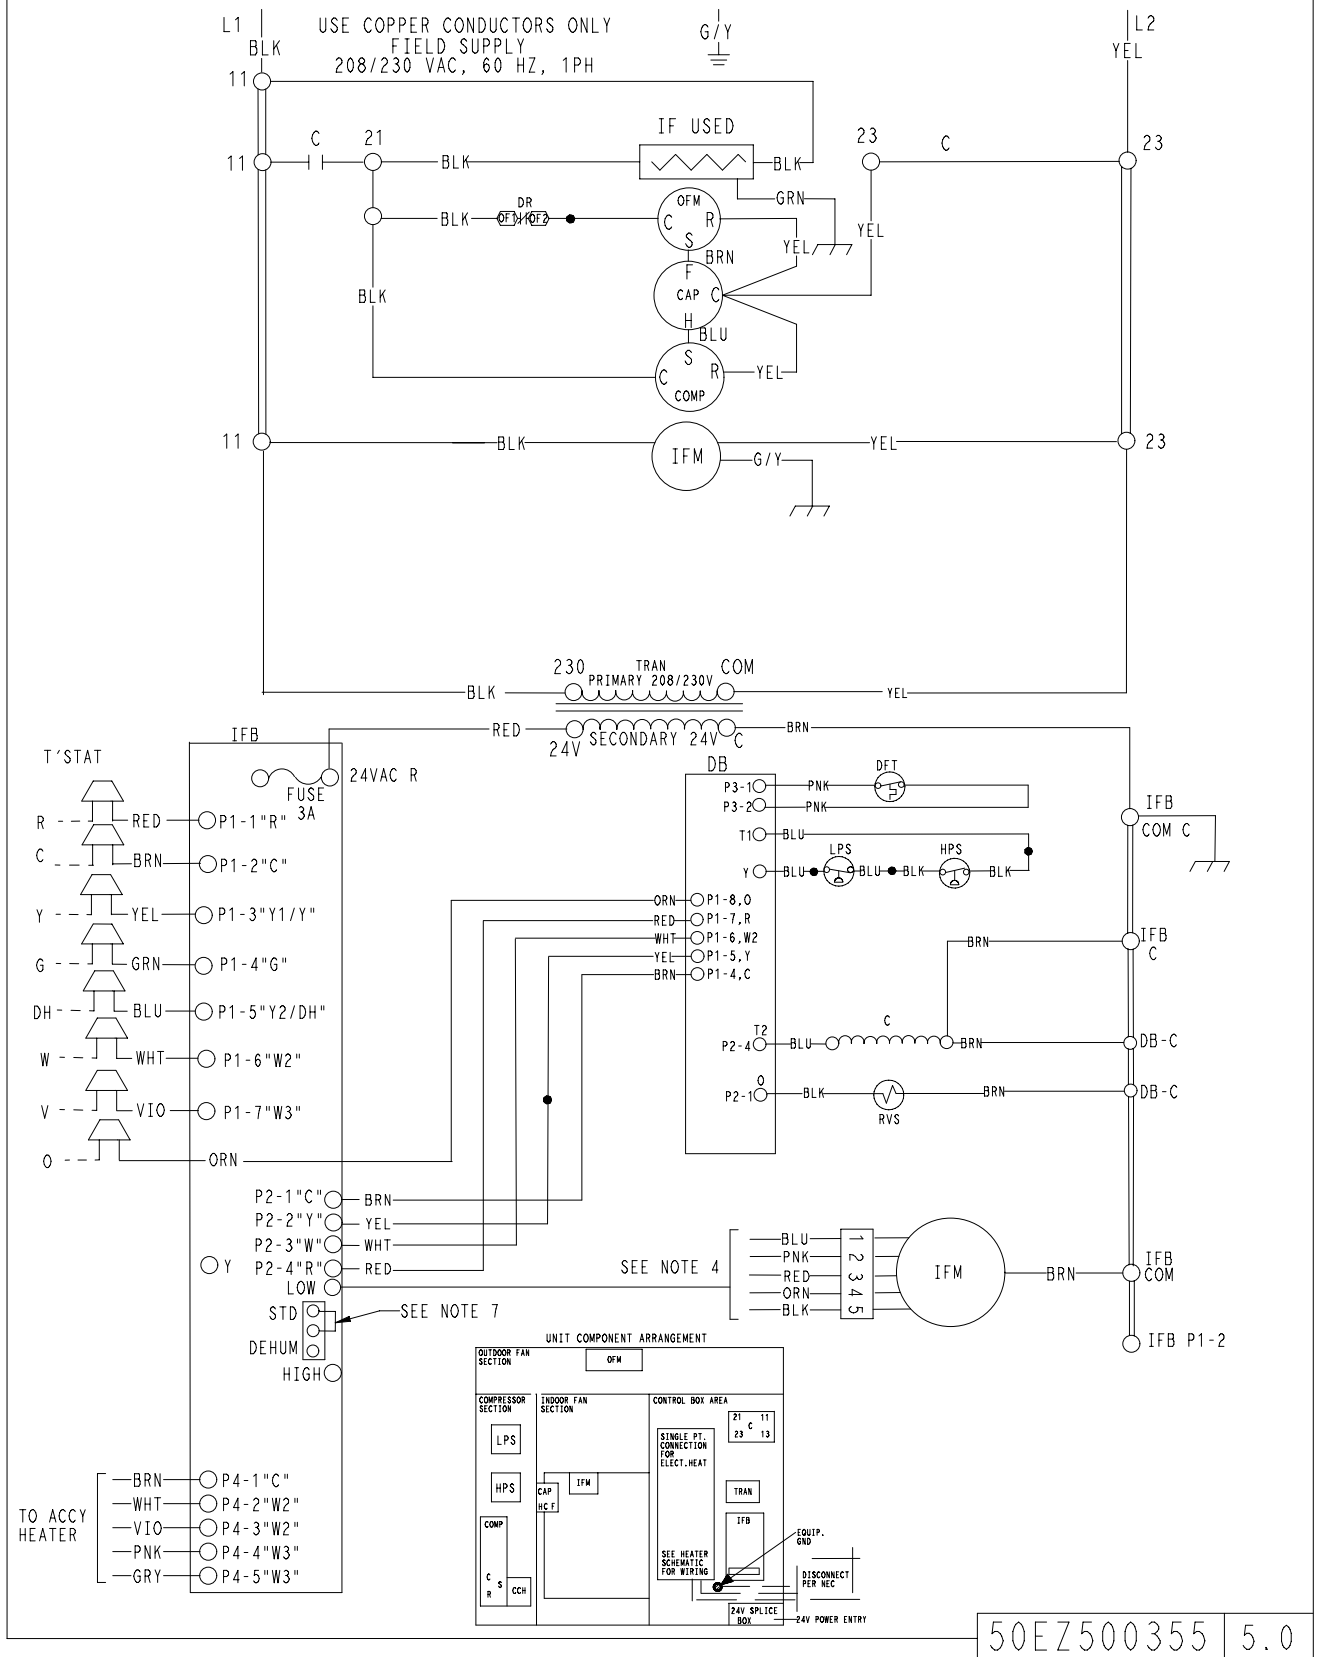 L1 USE COPPER CONDUCTORS ONLY G/Y L2
BLK FIELD SUPPLY YEL
208/230 VAC, 60 HZ, 1PH
11
IF USED
C 21 23 C 23
11 BLK BLK
DR OFM GRN
BLK OF1 OF2 C R
S YEL YEL
BRN
F
BLK CAP C
H
BLU
S
C R YEL
COMP
11 BLK IFM YEL 23
G/Y
230 TRAN COM
PRIMARY 208/230V
BLK YEL
RED BRN
24V SECONDARY 24V C
IFB
T'STAT
24VAC R
FUSE
3A
R RED P1-1"R"
C BRN P1-2"C"
Y YEL P1-3"Y1/Y"
G GRN P1-4"G"
DH BLU P1-5"Y2/DH"
W WHT P1-6"W2"
V VIO P1-7"W3"
O ORN
DB
P3-1 PNK DFT
P3-2 PNK
T1 BLU
LPS HPS
Y BLU BLU BLK BLK
ORN P1-8,O
RED P1-7,R
WHT P1-6,W2
YEL P1-5,Y
BRN P1-4,C
T2
P2-4 BLU C BRN DB-C
O
P2-1 BLK RVS BRN DB-C
IFB
COM C
BRN IFB
C
P2-1"C" BRN
P2-2"Y" YEL
P2-3"W" WHT
Y P2-4"R" RED
LOW
STD SEE NOTE 7
DEHUM
HIGH
SEE NOTE 4
BLU 1
PNK 2
RED 3
ORN 4
BLK 5
IFM BRN IFB
COM
IFB P1-2
TO ACCY
HEATER
BRN P4-1"C"
WHT P4-2"W2"
VIO P4-3"W2"
PNK P4-4"W3"
GRY P4-5"W3"
UNIT COMPONENT ARRANGEMENT
OUTDOOR FAN
SECTION
OFM
COMPRESSOR
SECTION
INDOOR FAN
SECTION
CONTROL BOX AREA
21 11
C
23 13
LPS
HPS
SINGLE PT.
CONNECTION
FOR
ELECT.HEAT
CAP
H C F
IFM
TRAN
COMP
C
S
R
CCH
IFB
SEE HEATER
SCHEMATIC
FOR WIRING
EQUIP.
GND
DISCONNECT
PER NEC
24V SPLICE
BOX
24V POWER ENTRY
50EZ500355 5.0